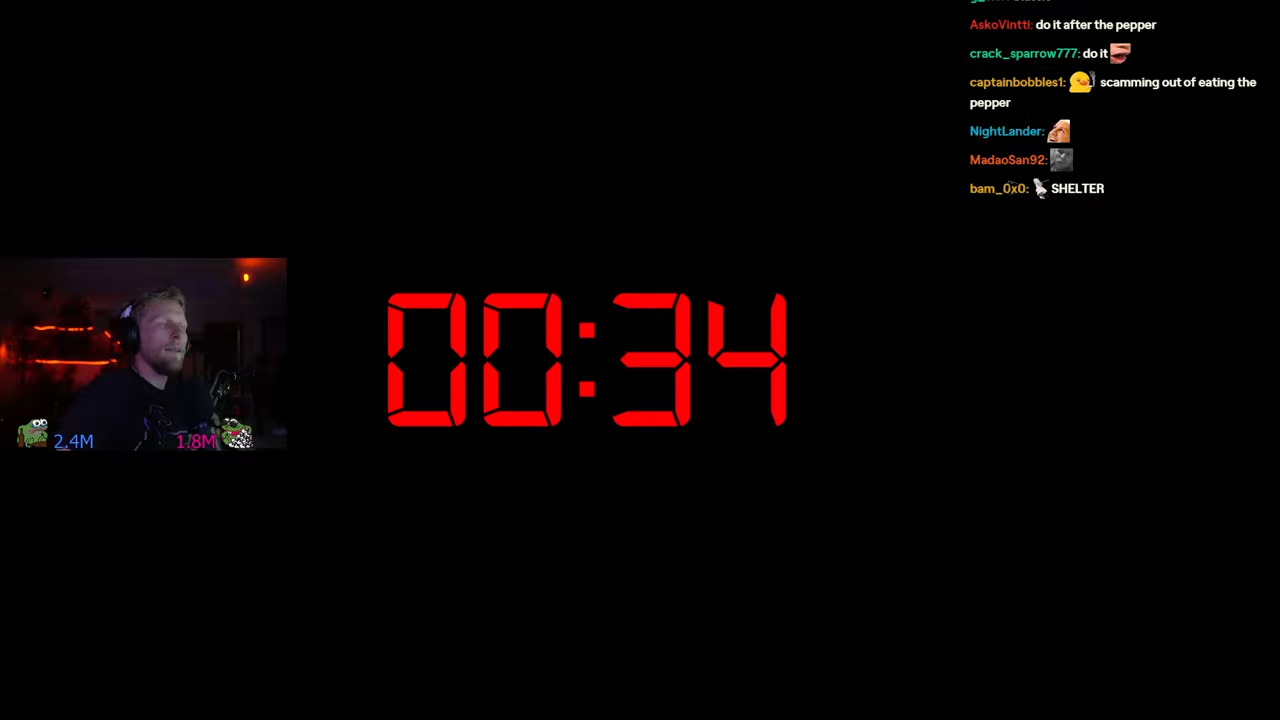 AskoVintti: do it after the pepper
crack_sparrow777: do it
captainbobbles1: scamming out of eating the
pepper
NightLander:
MadaoSan92:
bam_0x0: SHELTER
00:34
2.4M 1.8M